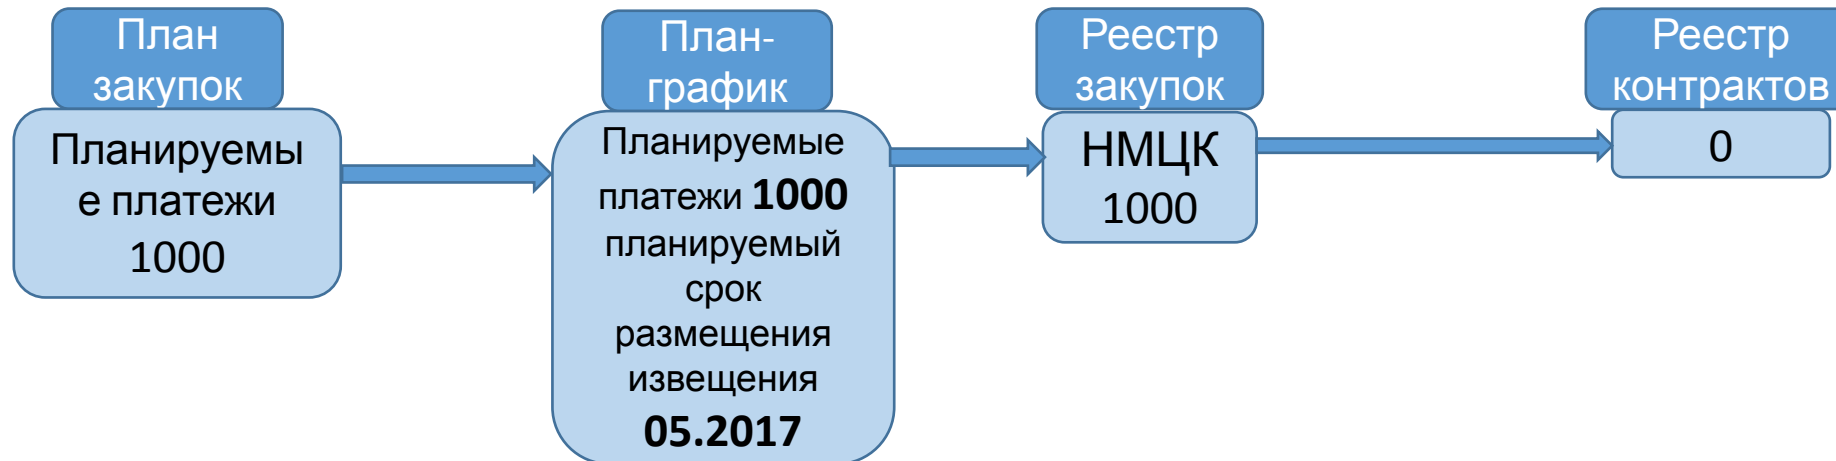 План
закупок
Планируемы
е платежи
1000
План-
график
Планируемые
платежи 1000
планируемый
срок
размещения
извещения
05.2017
Реестр
закупок
НМЦК
1000
Реестр
контрактов
0